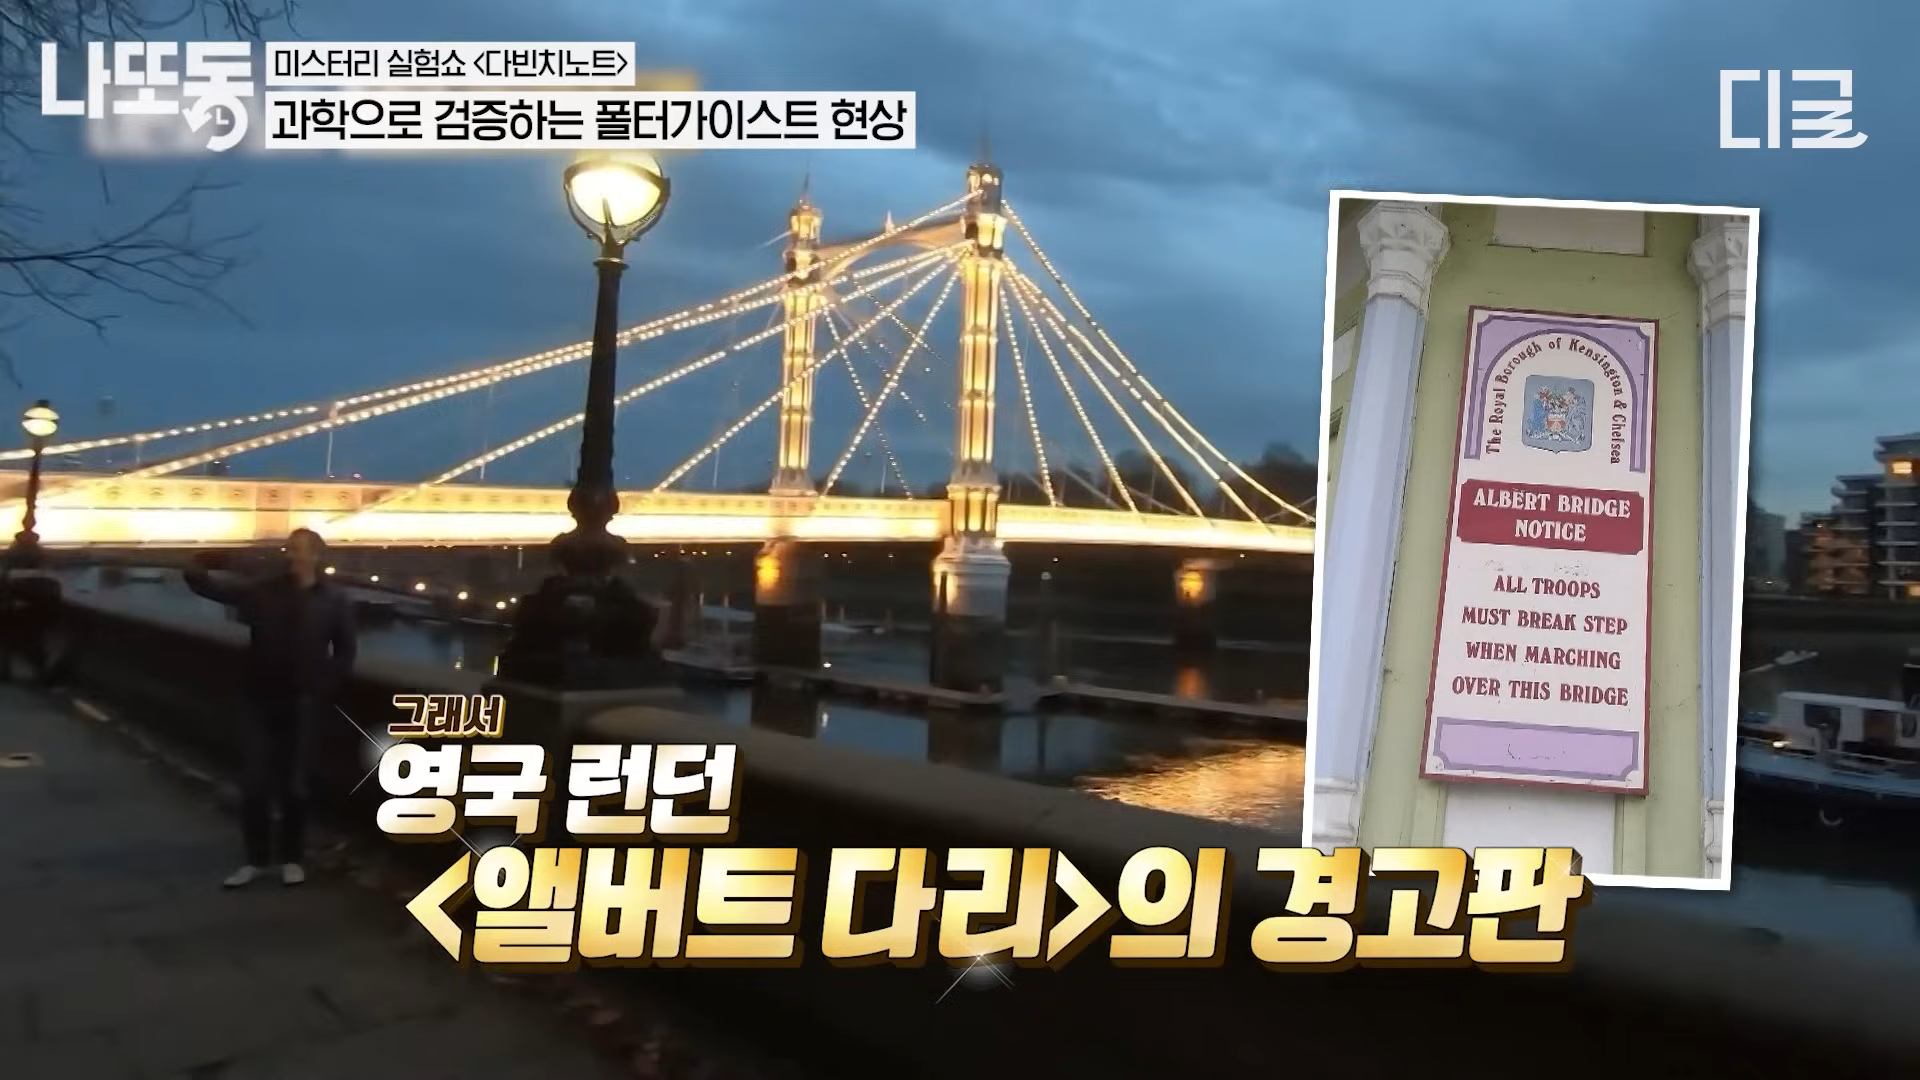 나또동
미스터리 실험쇼 <다빈치노트>
과학으로 검증하는 폴터가이스트 현상
디글
The Royal Borough of Kensington & Chelsea
ALBERT BRIDGE
NOTICE
ALL TROOPS
MUST BREAK STEP
WHEN MARCHING
OVER THIS BRIDGE
그래서
영국 런던
<앨버트 다리>의 경고판